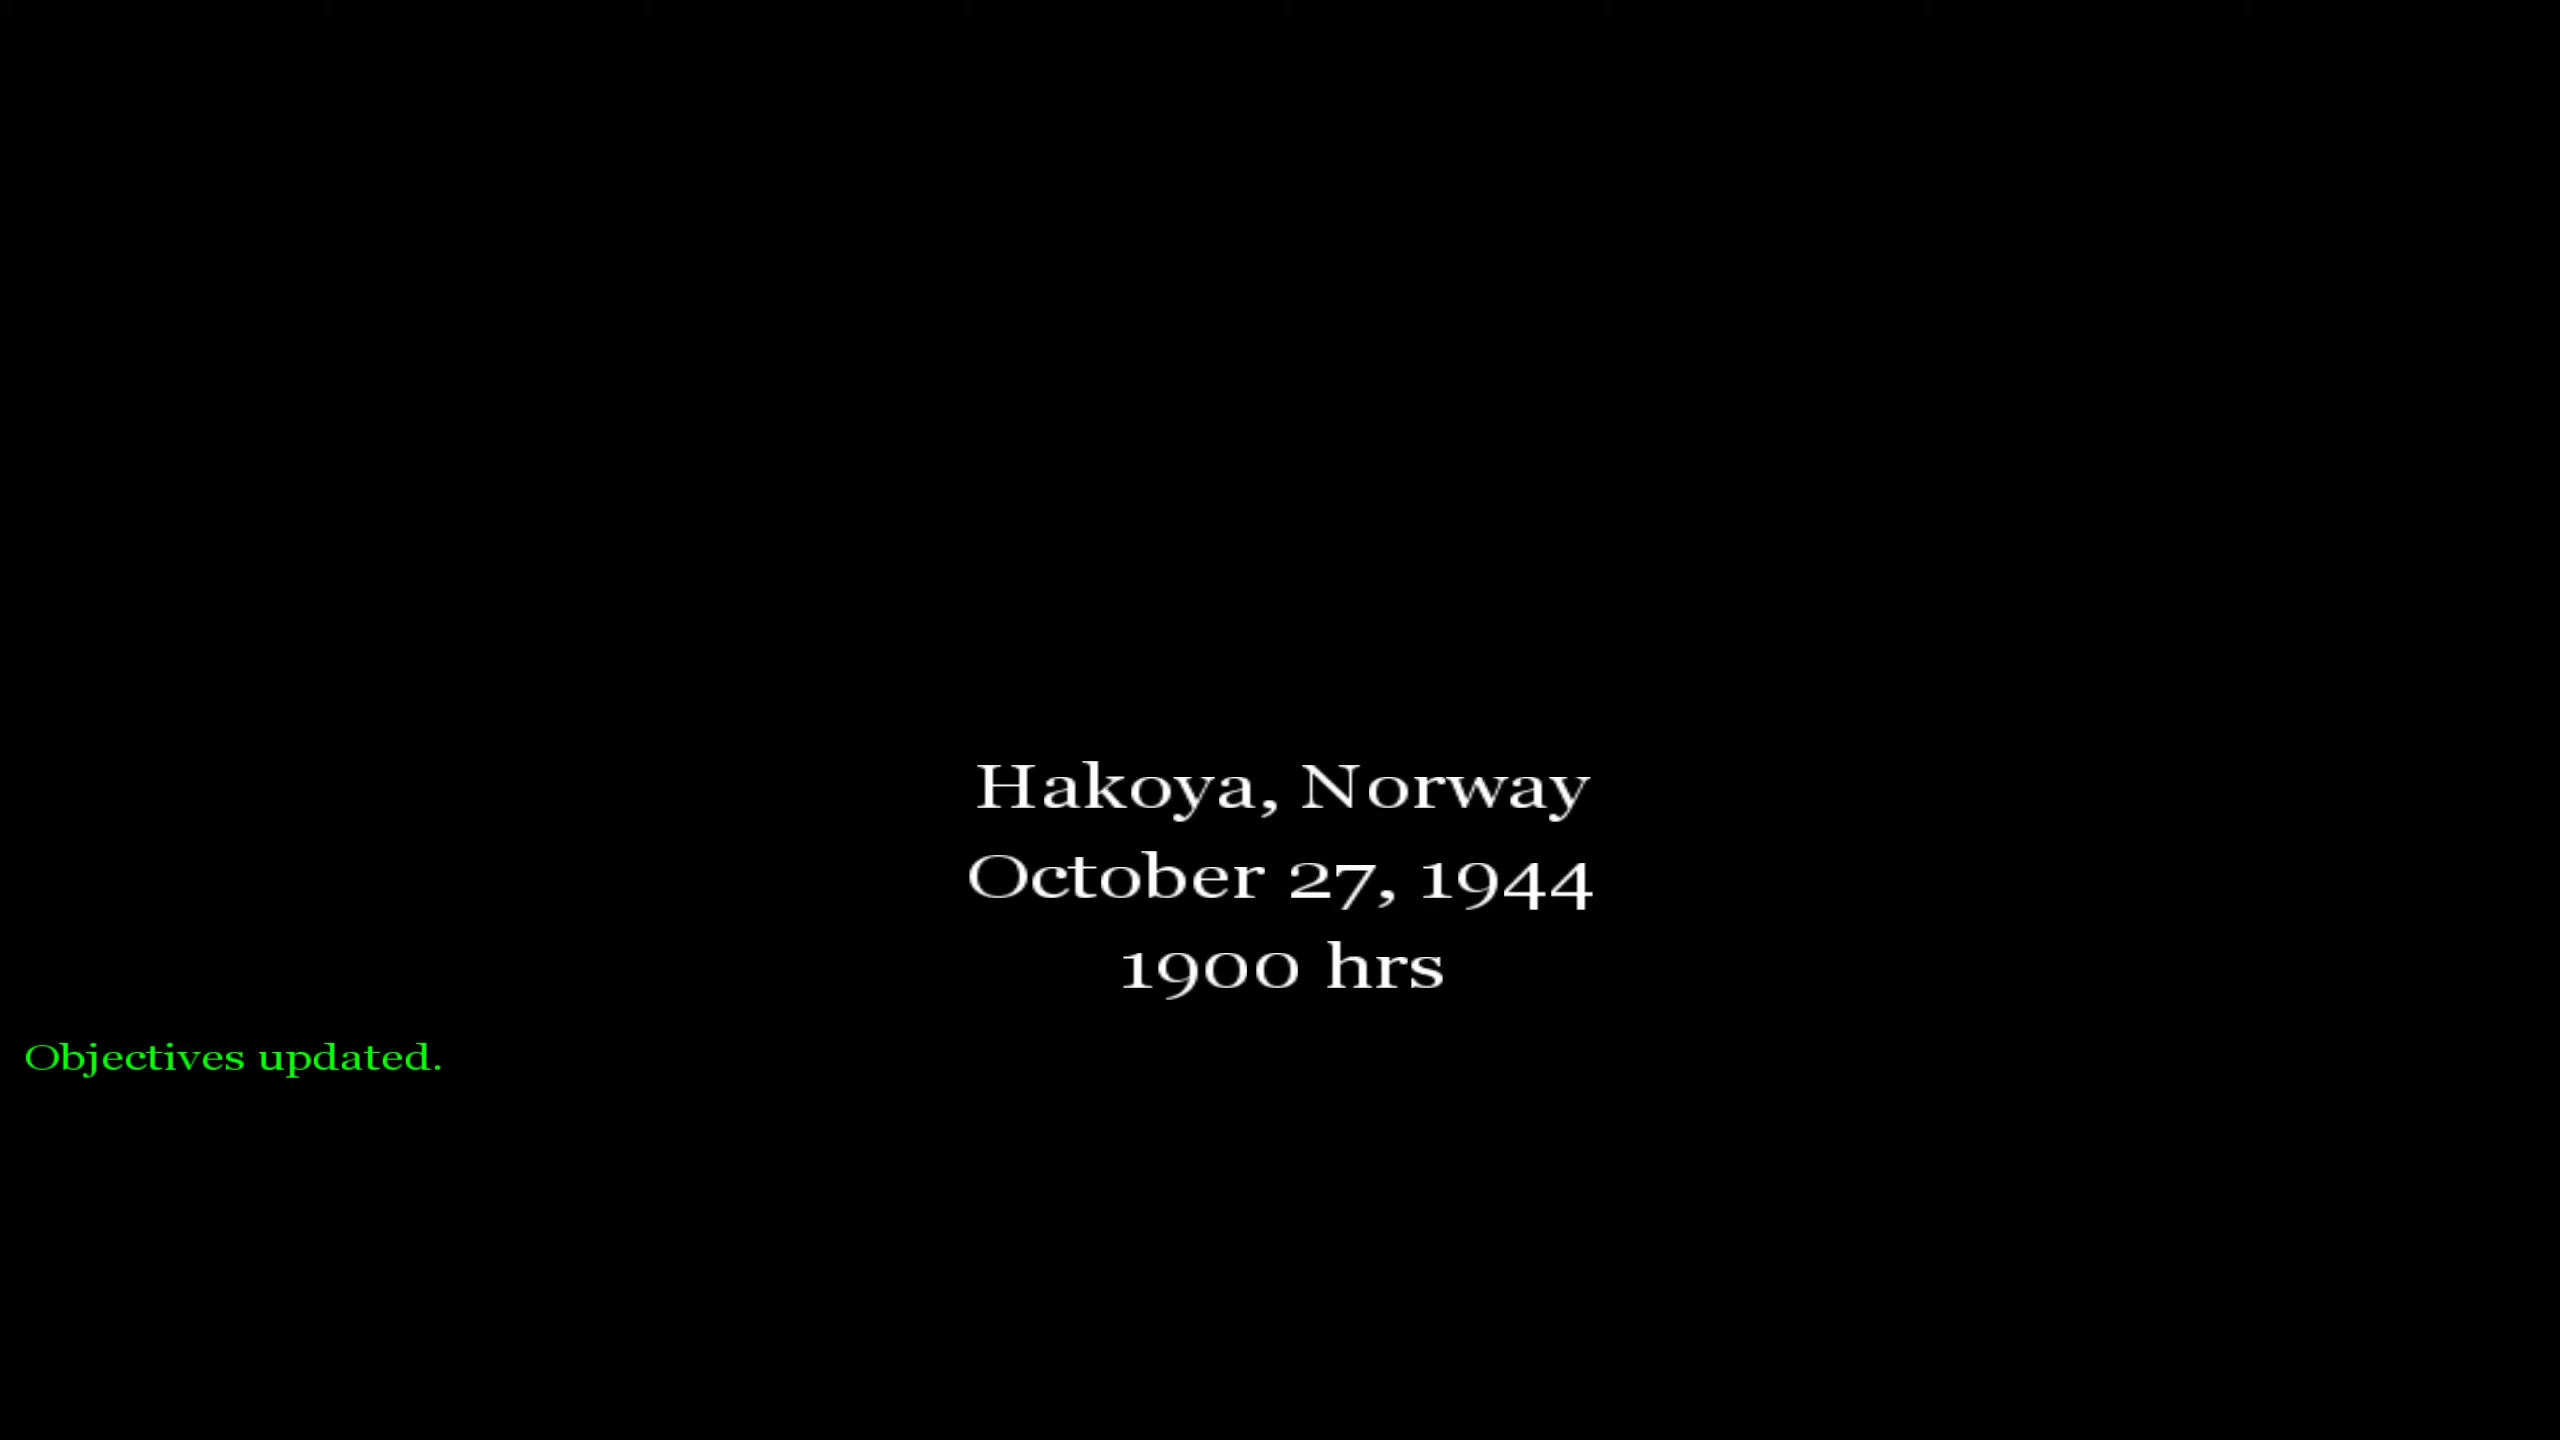 Hakoya, Norway
October 27, 1944
1900 hrs
Objectives updated.